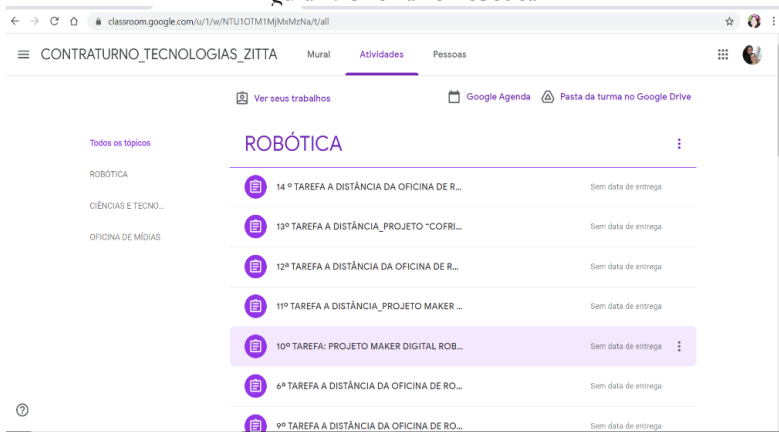 classroom.google.com/u/1/w/NTU1OTM1MjMxMzNa/t/all
CONTRATURNO_TECNOLOGIAS_ZITTA Mural Atividades Pessoas
Ver seus trabalhos Google Agenda Pasta da turma no Google Drive
Todos os tópicos
ROBÓTICA
CIÊNCIAS E TECNO...
OFICINA DE MÍDIAS
ROBÓTICA
14 º TAREFA A DISTÂNCIA DA OFICINA DE R... Sem data de entrega
13º TAREFA A DISTÂNCIA_PROJETO "COFRI... Sem data de entrega
12ª TAREFA A DISTÂNCIA DA OFICINA DE R... Sem data de entrega
11º TAREFA A DISTÂNCIA_PROJETO MAKER ... Sem data de entrega
10º TAREFA: PROJETO MAKER DIGITAL ROB... Sem data de entrega
6ª TAREFA A DISTÂNCIA DA OFICINA DE RO... Sem data de entrega
9º TAREFA A DISTÂNCIA DA OFICINA DE RO... Sem data de entrega